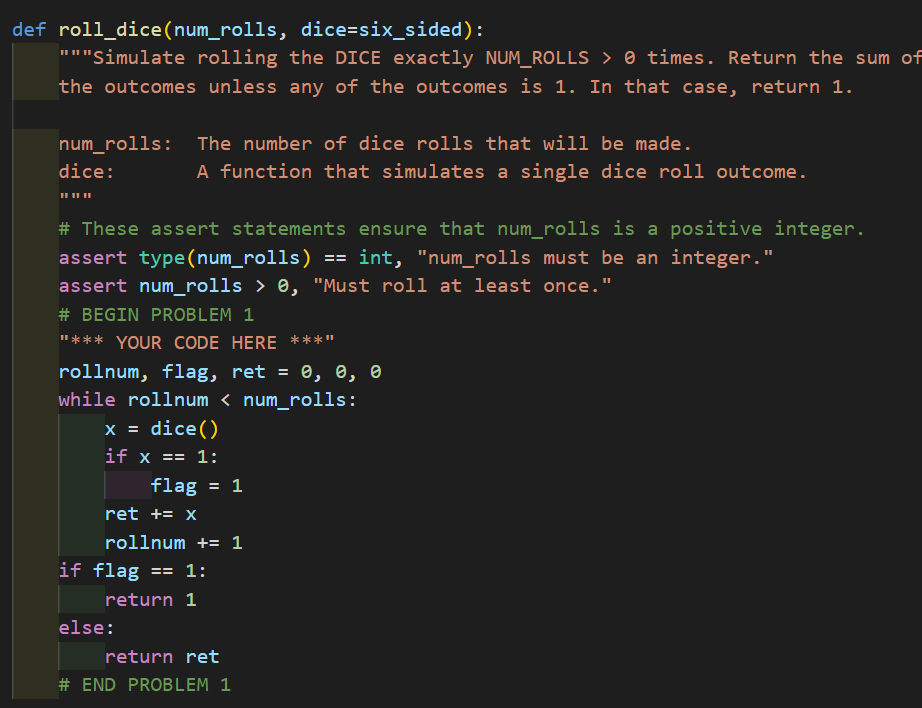 def roll_dice(num_rolls, dice=six_sided):
    """Simulate rolling the DICE exactly NUM_ROLLS > 0 times. Return the sum of
    the outcomes unless any of the outcomes is 1. In that case, return 1.

    num_rolls:  The number of dice rolls that will be made.
    dice:       A function that simulates a single dice roll outcome.
    """
    # These assert statements ensure that num_rolls is a positive integer.
    assert type(num_rolls) == int, "num_rolls must be an integer."
    assert num_rolls > 0, "Must roll at least once."
    # BEGIN PROBLEM 1
    "*** YOUR CODE HERE ***"
    rollnum, flag, ret = 0, 0, 0
    while rollnum < num_rolls:
        x = dice()
        if x == 1:
            flag = 1
        ret += x
        rollnum += 1
    if flag == 1:
        return 1
    else:
        return ret
    # END PROBLEM 1